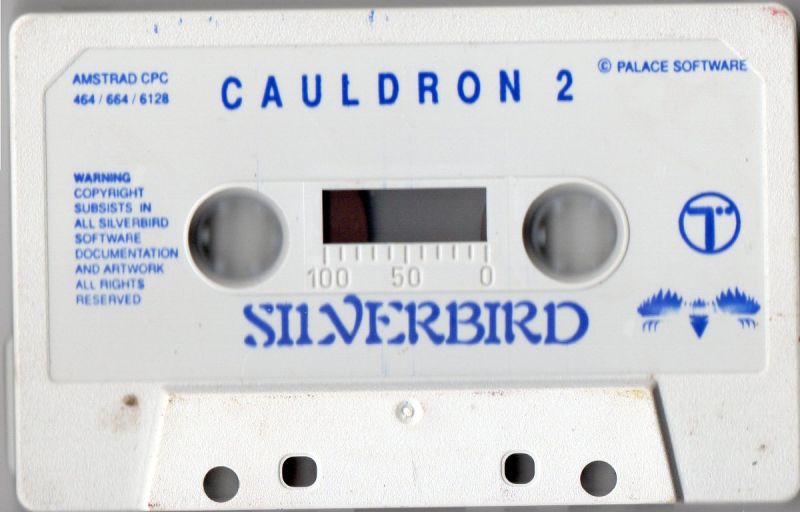 AMSTRAD CPC
464 / 664 / 6128
CAULDRON 2
© PALACE SOFTWARE
WARNING
COPYRIGHT
SUBSISTS IN
ALL SILVERBIRD
SOFTWARE
DOCUMENTATION
AND ARTWORK
ALL RIGHTS
RESERVED
100 50 0
T
SILVERBIRD